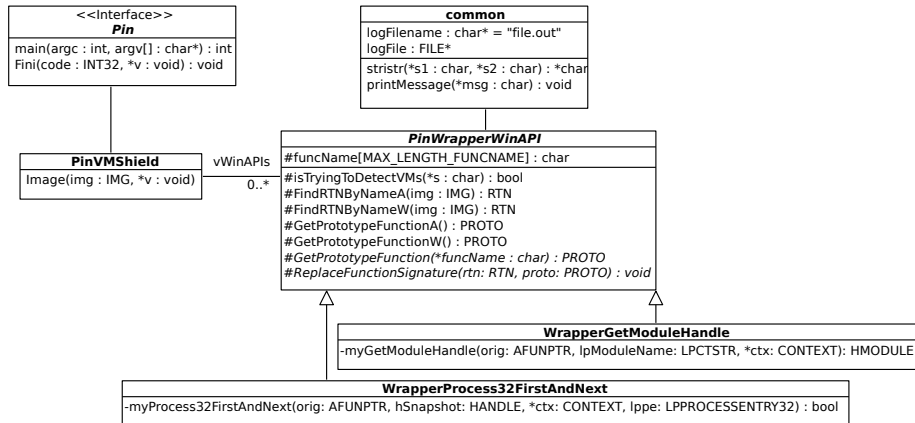 <<Interface>>
Pin
main(argc : int, argv[] : char*) : int
Fini(code : INT32, *v : void) : void
common
logFilename : char* = "file.out"
logFile : FILE*
stristr(*s1 : char, *s2 : char) : *char
printMessage(*msg : char) : void
PinVMShield
Image(img : IMG, *v : void)
vWinAPIs
0..*
PinWrapperWinAPI
#funcName[MAX_LENGTH_FUNCNAME] : char
#isTryingToDetectVMs(*s : char) : bool
#FindRTNByNameA(img : IMG) : RTN
#FindRTNByNameW(img : IMG) : RTN
#GetPrototypeFunctionA() : PROTO
#GetPrototypeFunctionW() : PROTO
#GetPrototypeFunction(*funcName : char) : PROTO
#ReplaceFunctionSignature(rtn: RTN, proto: PROTO) : void
WrapperGetModuleHandle
-myGetModuleHandle(orig: AFUNPTR, lpModuleName: LPCTSTR, *ctx: CONTEXT): HMODULE
WrapperProcess32FirstAndNext
-myProcess32FirstAndNext(orig: AFUNPTR, hSnapshot: HANDLE, *ctx: CONTEXT, lppe: LPPROCESSENTRY32) : bool